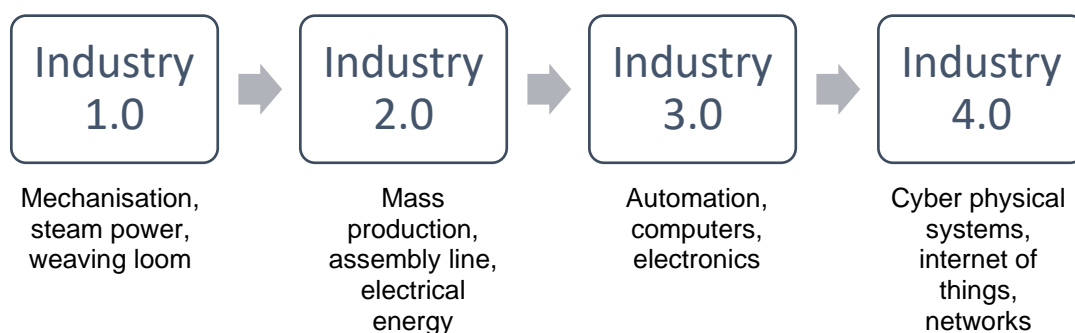 Industry
1.0
Industry
2.0
Industry
3.0
Industry
4.0
Mechanisation,
steam power,
weaving loom
Mass
production,
assembly line,
electrical
energy
Automation,
computers,
electronics
Cyber physical
systems,
internet of
things,
networks